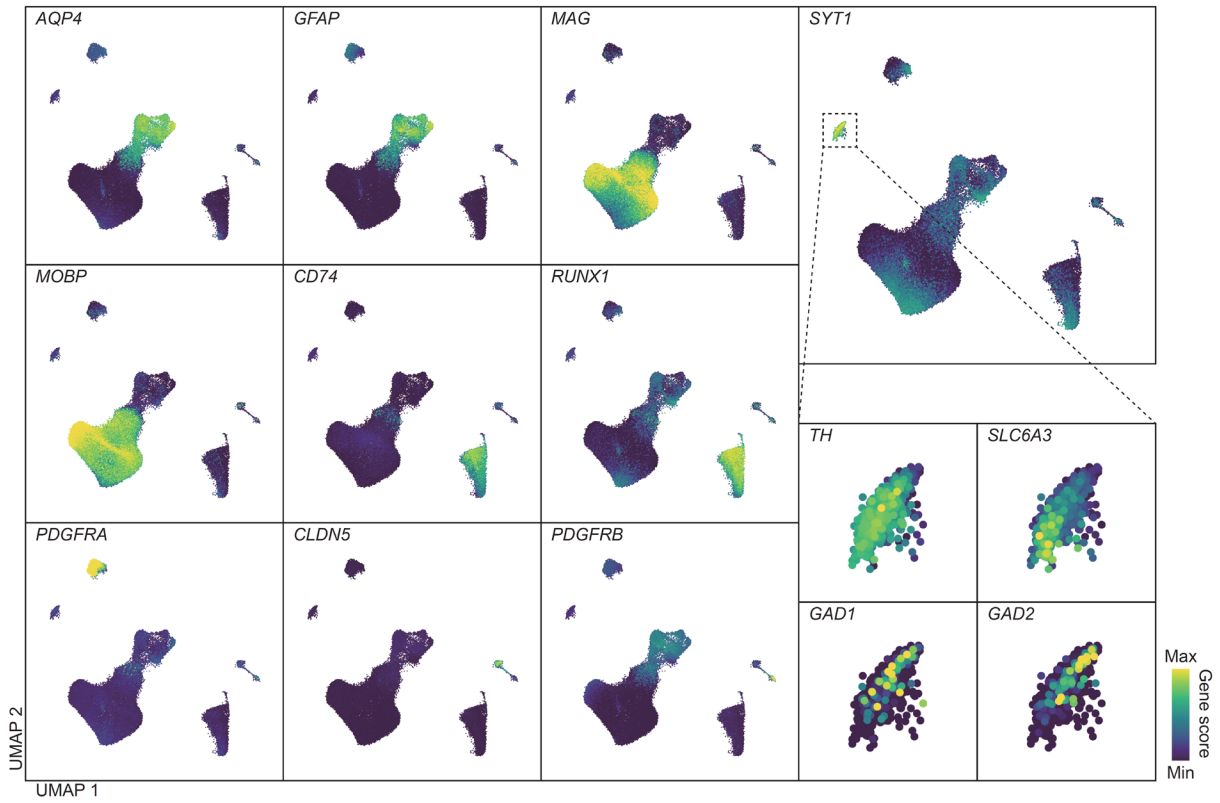 AQP4
GFAP
MAG
SYT1
MOBP
CD74
RUNX1
PDGFRA
CLDN5
PDGFRB
TH
SLC6A3
GAD1
GAD2
Max
Gene score
Min
UMAP 2
UMAP 1